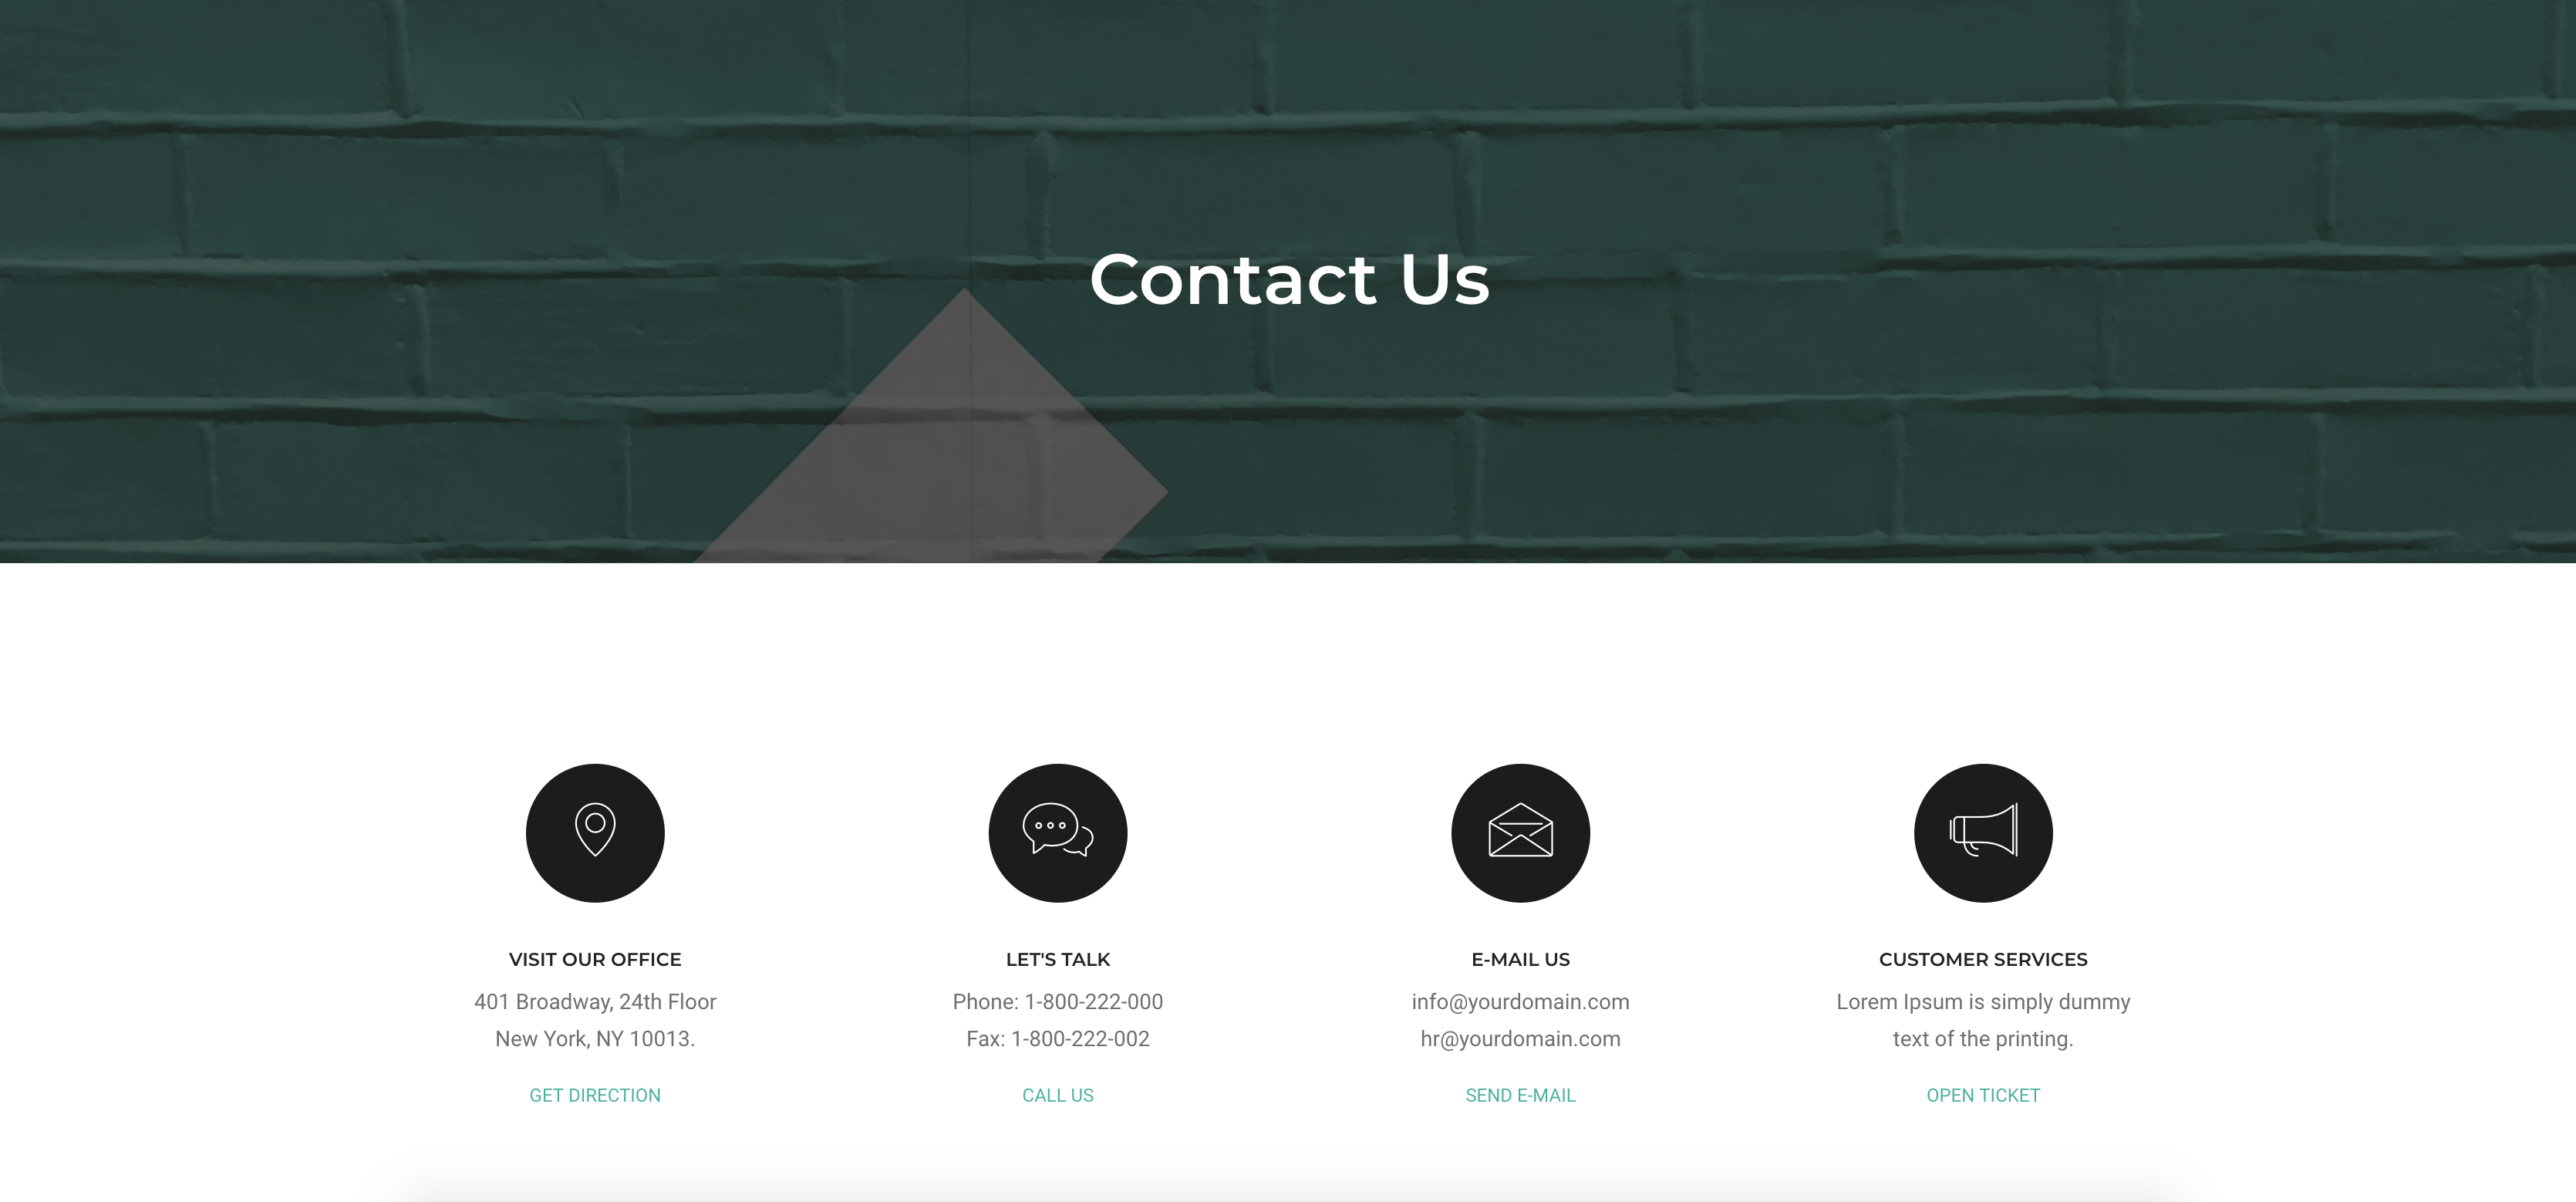 Contact Us
VISIT OUR OFFICE
401 Broadway, 24th Floor
New York, NY 10013.
GET DIRECTION
LET'S TALK
Phone: 1-800-222-000
Fax: 1-800-222-002
CALL US
E-MAIL US
info@yourdomain.com
hr@yourdomain.com
SEND E-MAIL
CUSTOMER SERVICES
Lorem Ipsum is simply dummy
text of the printing.
OPEN TICKET